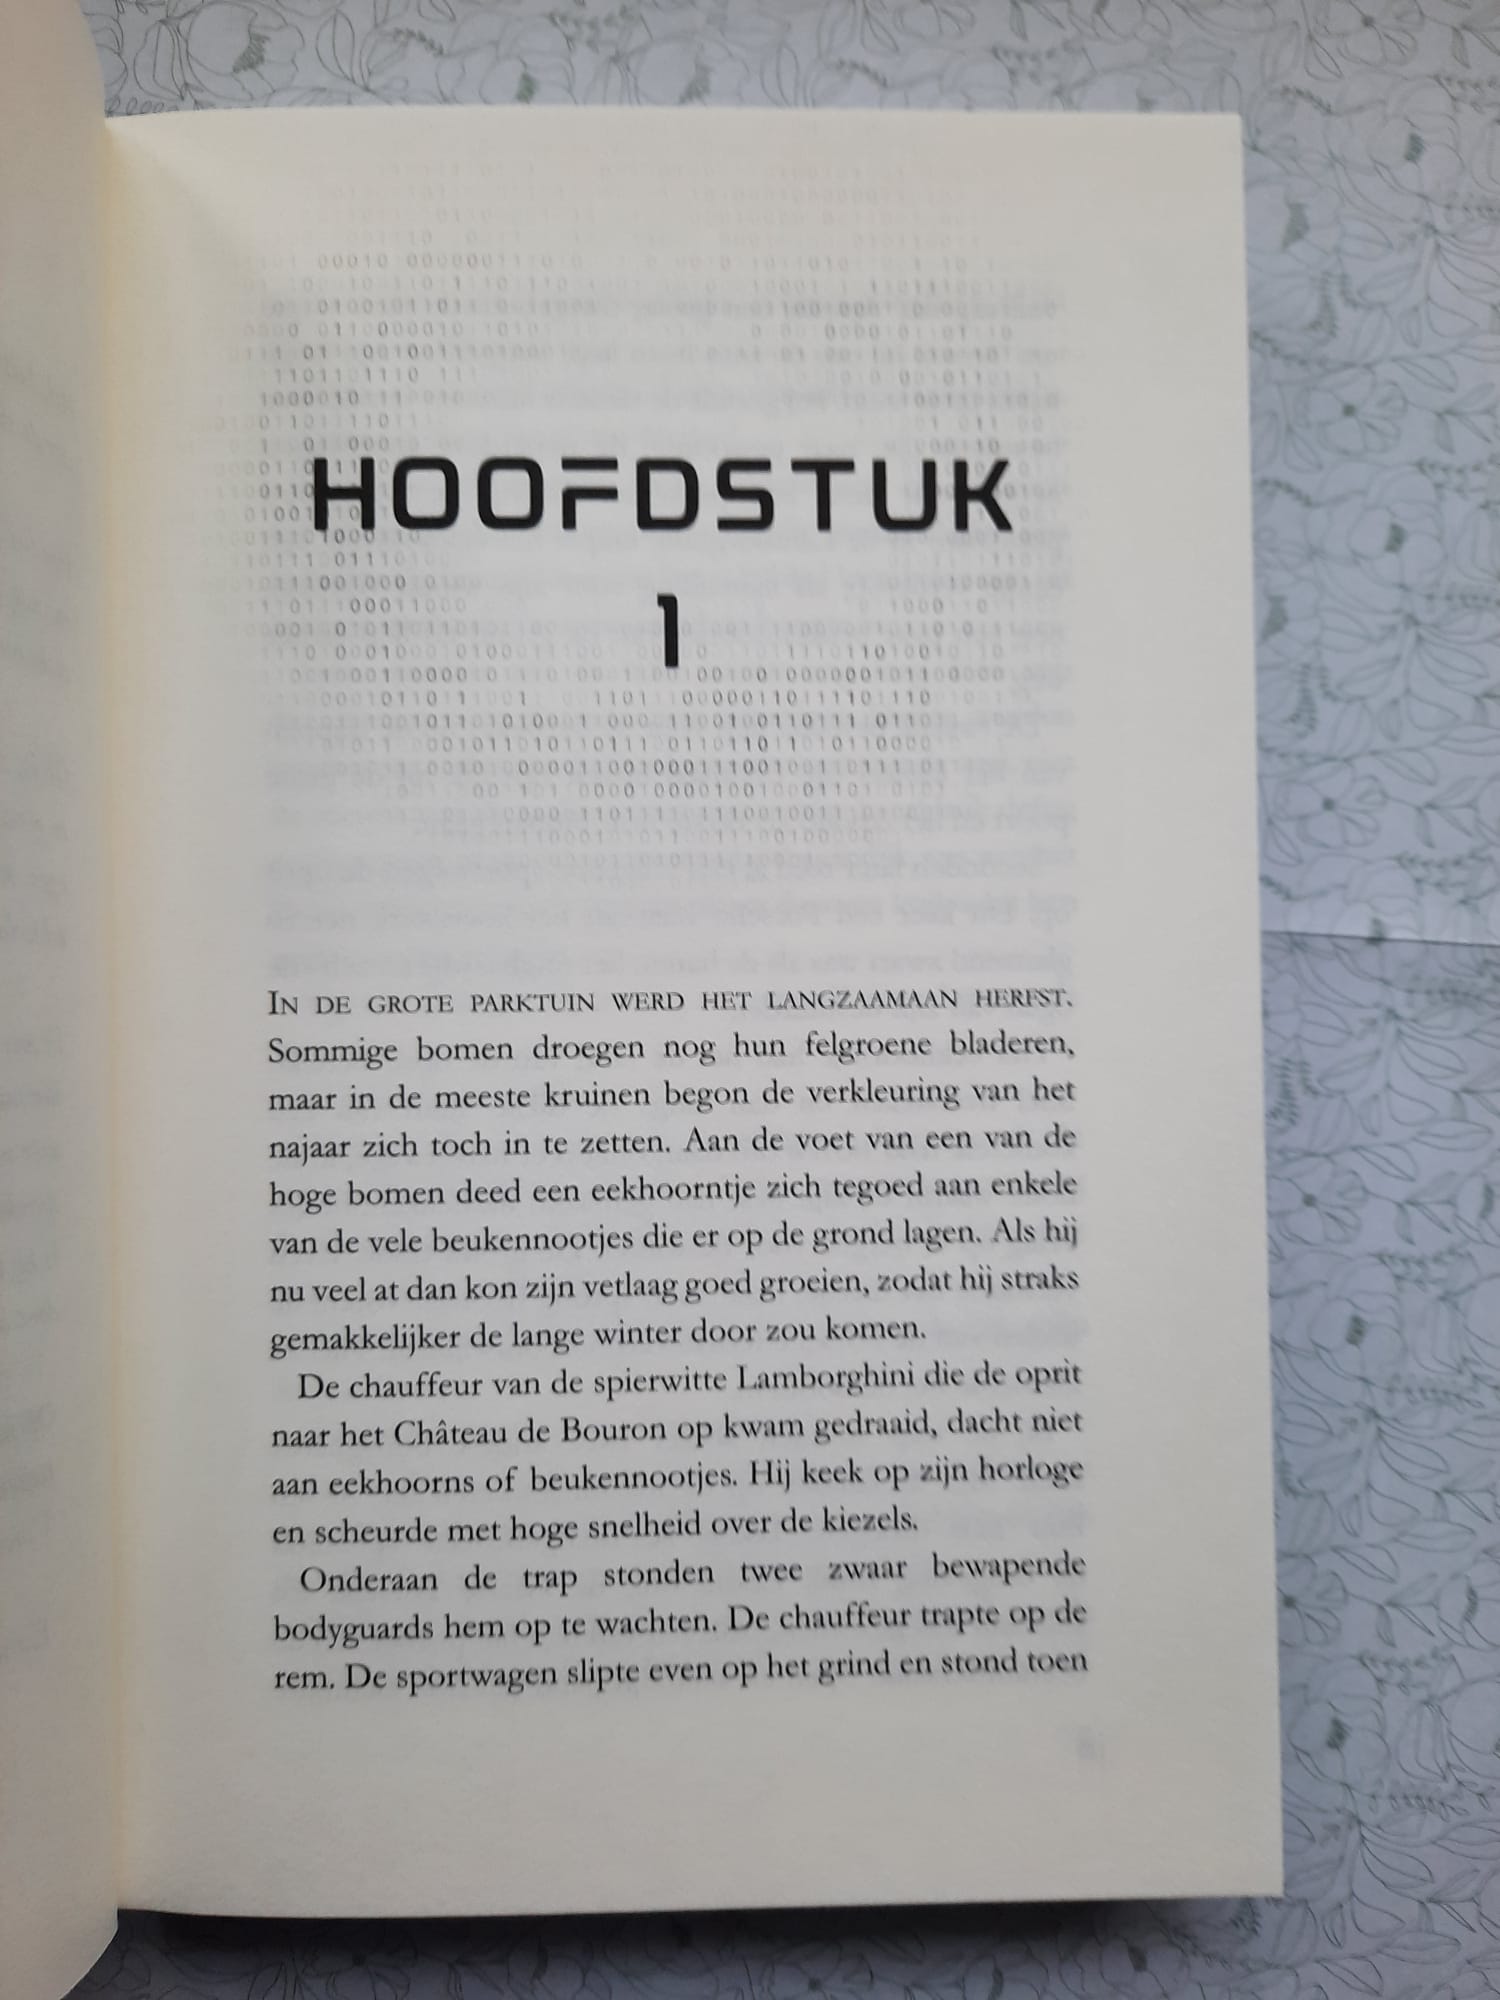 HOOFDSTUK
1
IN DE GROTE PARKTUIN WERD HET LANGZAAMAAN HERFST.
Sommige bomen droegen nog hun felgroene bladeren,
maar in de meeste kruinen begon de verkleuring van het
najaar zich toch in te zetten. Aan de voet van een van de
hoge bomen deed een eekhoorntje zich tegoed aan enkele
van de vele beukennootjes die er op de grond lagen. Als hij
nu veel at dan kon zijn vetlaag goed groeien, zodat hij straks
gemakkelijker de lange winter door zou komen.
De chauffeur van de spierwitte Lamborghini die de oprit
naar het Château de Bouron op kwam gedraaid, dacht niet
aan eekhoorns of beukennootjes. Hij keek op zijn horloge
en scheurde met hoge snelheid over de kiezels.
Onderaan de trap stonden twee zwaar bewapende
bodyguards hem op te wachten. De chauffeur trapte op de
rem. De sportwagen slipte even op het grind en stond toen